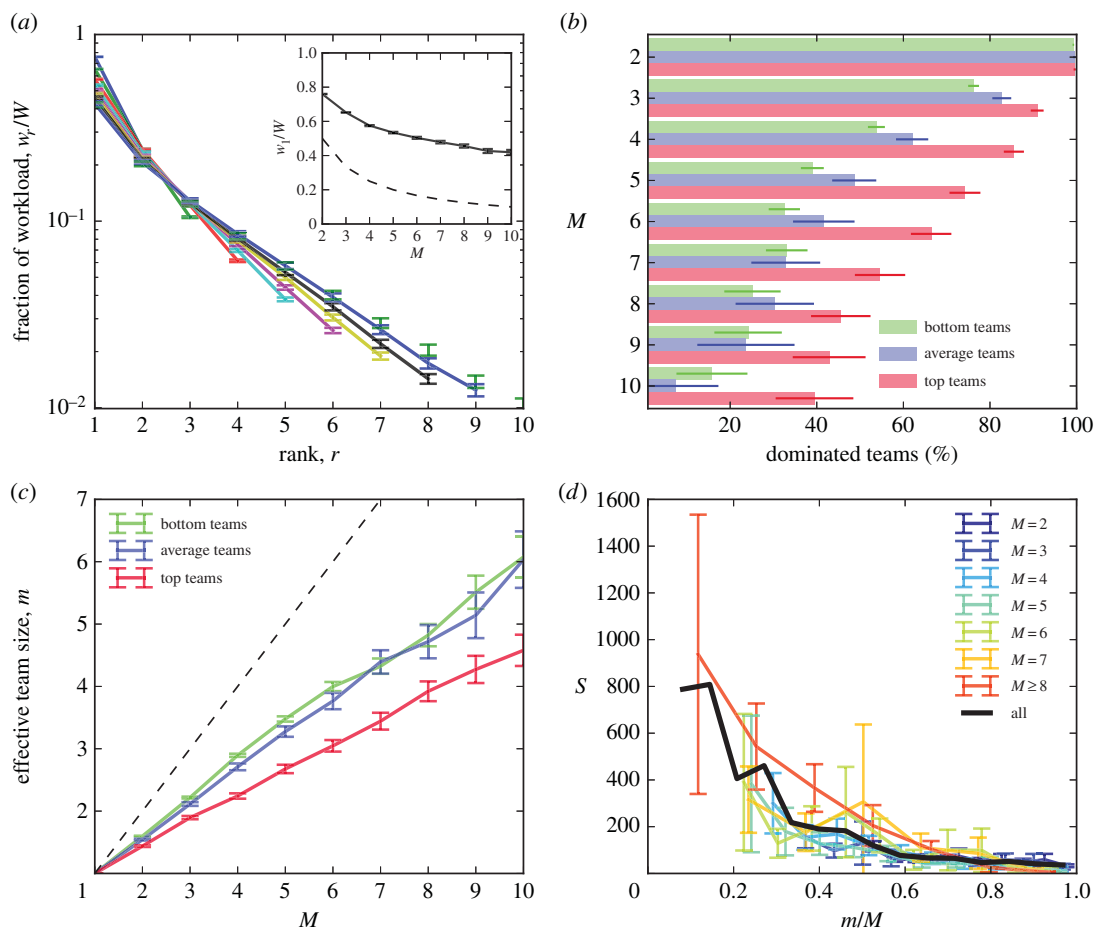 (a)
1
10–1
10–2
fraction of workload, wr/W
1 2 3 4 5 6 7 8 9 10
rank, r
1.0
0.8
0.6
0.4
0.2
0
w1/W
2 3 4 5 6 7 8 9 10
M
(b)
2
3
4
5
6
7
8
9
10
M
bottom teams
average teams
top teams
20 40 60 80 100
dominated teams (%)
(c)
7
6
5
4
3
2
effective team size, m
bottom teams
average teams
top teams
1 2 3 4 5 6 7 8 9 10
M
(d)
1600
1400
1200
1000
800
600
400
200
S
M = 2
M = 3
M = 4
M = 5
M = 6
M = 7
M ≥ 8
all
0 0.2 0.4 0.6 0.8 1.0
m/M